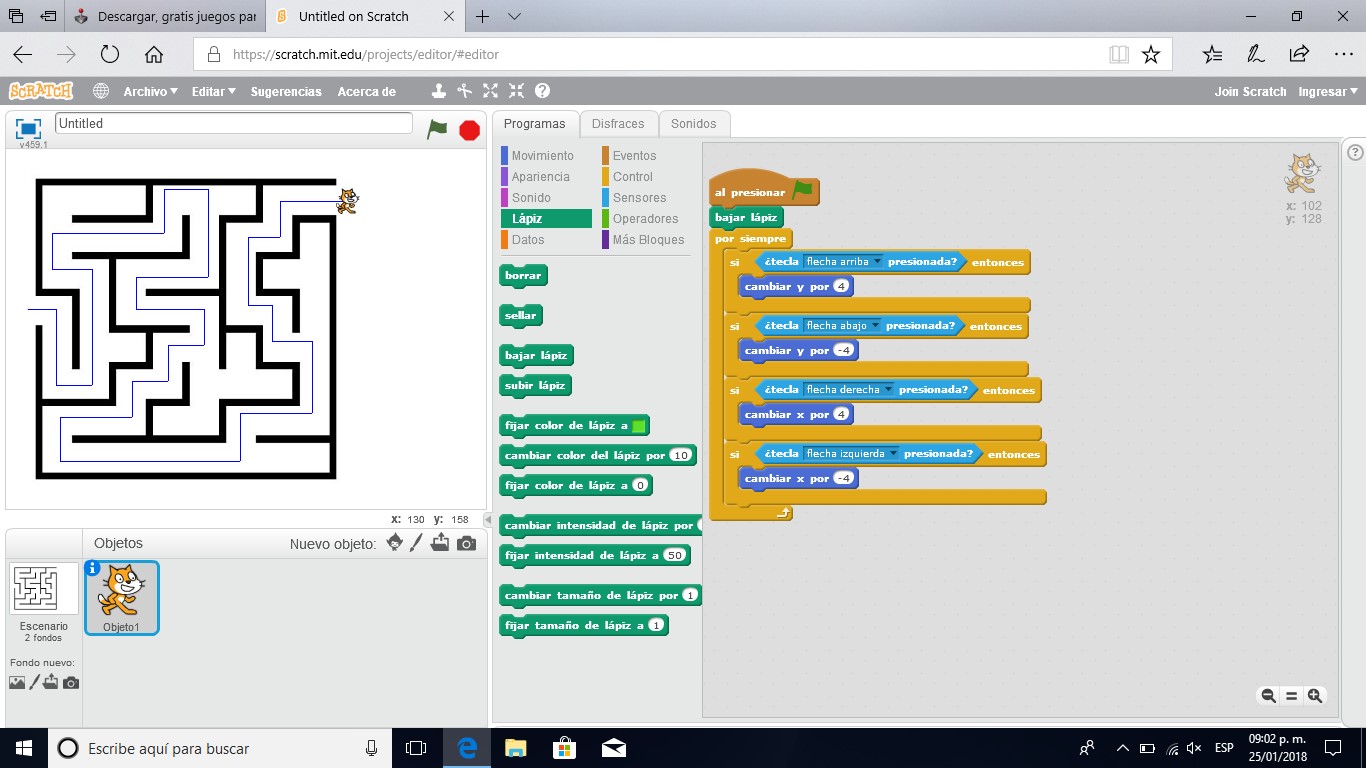 Descargar, gratis juegos par
Untitled on Scratch
https://scratch.mit.edu/projects/editor/#editor
SCRATCH
Archivo
Editar
Sugerencias
Acerca de
Join Scratch
Ingresar
Untitled
v459.1
Programas
Disfraces
Sonidos
Movimiento
Eventos
Apariencia
Control
Sonido
Sensores
Lápiz
Operadores
Datos
Más Bloques
borrar
sellar
bajar lápiz
subir lápiz
fijar color de lápiz a
cambiar color del lápiz por 10
fijar color de lápiz a 0
cambiar intensidad de lápiz por
fijar intensidad de lápiz a 50
cambiar tamaño de lápiz por 1
fijar tamaño de lápiz a 1
al presionar
bajar lápiz
por siempre
si ¿tecla flecha arriba presionada? entonces
cambiar y por 4
si ¿tecla flecha abajo presionada? entonces
cambiar y por -4
si ¿tecla flecha derecha presionada? entonces
cambiar x por 4
si ¿tecla flecha izquierda presionada? entonces
cambiar x por -4
x: 102
y: 128
x: 130 y: 158
Objetos
Nuevo objeto:
Escenario
2 fondos
Fondo nuevo:
Objeto1
Escribe aquí para buscar
ESP
09:02 p. m.
25/01/2018